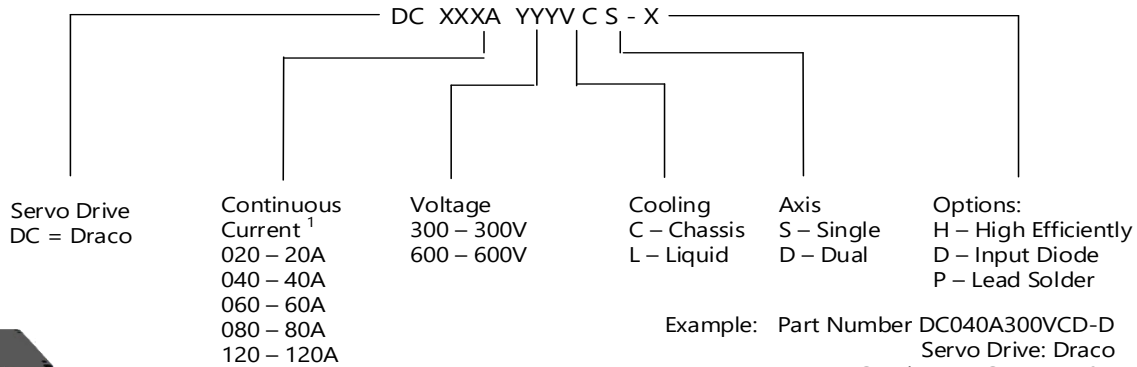 DC XXXA YYYV C S - X
Servo Drive
DC = Draco
Continuous
Current 1
020 – 20A
040 – 40A
060 – 60A
080 – 80A
120 – 120A
Voltage
300 – 300V
600 – 600V
Cooling
C – Chassis
L – Liquid
Axis
S – Single
D – Dual
Options:
H – High Efficiently
D – Input Diode
P – Lead Solder
Example: Part Number DC040A300VCD-D
Servo Drive: Draco